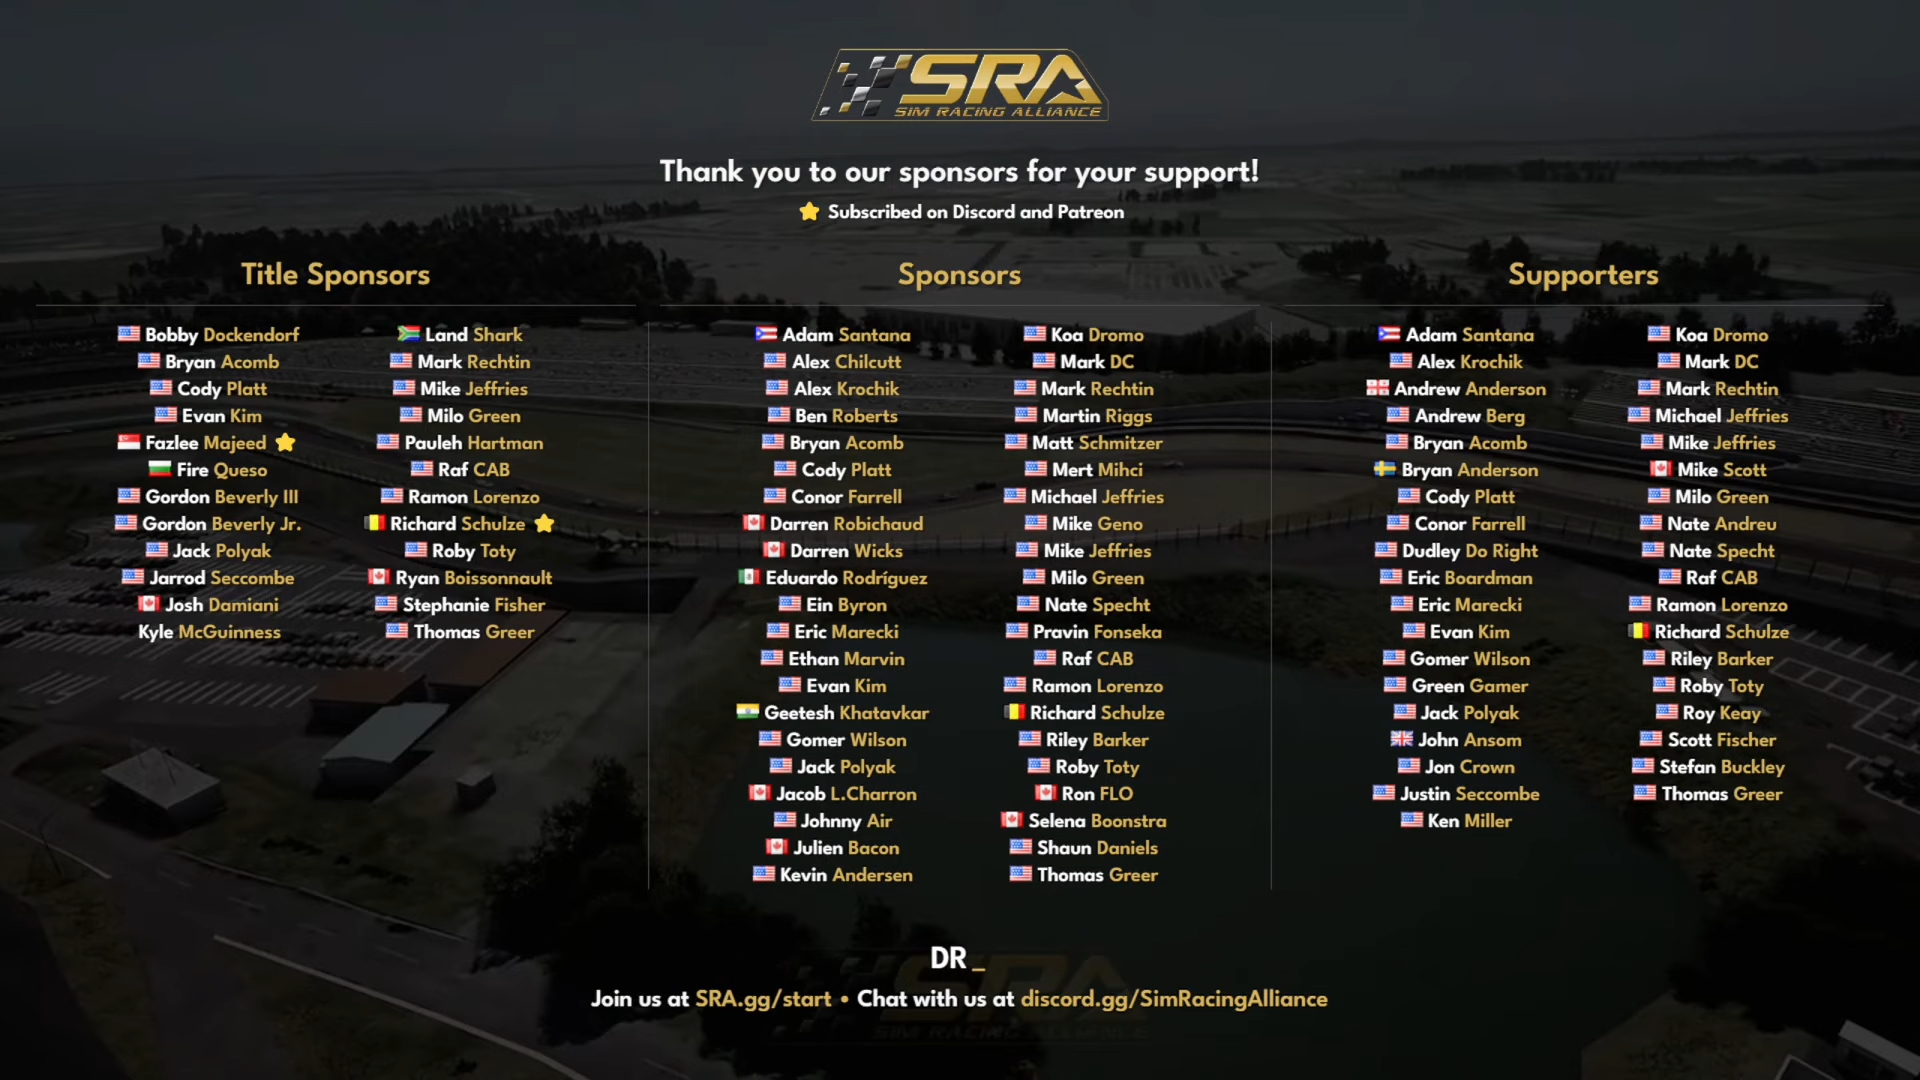 SRA
SIM RACING ALLIANCE
Thank you to our sponsors for your support!
Subscribed on Discord and Patreon
Title Sponsors
Bobby Dockendorf
Bryan Acomb
Cody Platt
Evan Kim
Fazlee Majeed
Fire Queso
Gordon Beverly III
Gordon Beverly Jr.
Jack Polyak
Jarrod Seccombe
Josh Damiani
Kyle McGuinness
Land Shark
Mark Rechtin
Mike Jeffries
Milo Green
Pauleh Hartman
Raf CAB
Ramon Lorenzo
Richard Schulze
Roby Toty
Ryan Boissonnault
Stephanie Fisher
Thomas Greer
Sponsors
Adam Santana
Alex Chilcutt
Alex Krochik
Ben Roberts
Bryan Acomb
Cody Platt
Conor Farrell
Darren Robichaud
Darren Wicks
Eduardo Rodríguez
Ein Byron
Eric Marecki
Ethan Marvin
Evan Kim
Geetesh Khatavkar
Gomer Wilson
Jack Polyak
Jacob L.Charron
Johnny Air
Julien Bacon
Kevin Andersen
Koa Dromo
Mark DC
Mark Rechtin
Martin Riggs
Matt Schmitzer
Mert Mihci
Michael Jeffries
Mike Geno
Mike Jeffries
Milo Green
Nate Specht
Pravin Fonseka
Raf CAB
Ramon Lorenzo
Richard Schulze
Riley Barker
Roby Toty
Ron FLO
Selena Boonstra
Shaun Daniels
Thomas Greer
Supporters
Adam Santana
Alex Krochik
Andrew Anderson
Andrew Berg
Bryan Acomb
Bryan Anderson
Cody Platt
Conor Farrell
Dudley Do Right
Eric Boardman
Eric Marecki
Evan Kim
Gomer Wilson
Green Gamer
Jack Polyak
John Ansom
Jon Crown
Justin Seccombe
Ken Miller
Koa Dromo
Mark DC
Mark Rechtin
Michael Jeffries
Mike Jeffries
Mike Scott
Milo Green
Nate Andreu
Nate Specht
Raf CAB
Ramon Lorenzo
Richard Schulze
Riley Barker
Roby Toty
Roy Keay
Scott Fischer
Stefan Buckley
Thomas Greer
DR_
Join us at SRA.gg/start • Chat with us at discord.gg/SimRacingAlliance
SRA
SIM RACING ALLIANCE